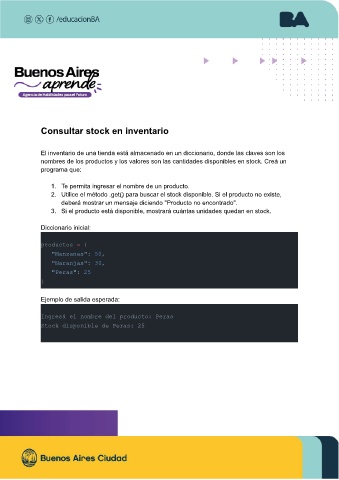 /educacionBA
BA
Buenos Aires
aprende
Agencia de Habilidades para el Futuro
Consultar stock en inventario
El inventario de una tienda está almacenado en un diccionario, donde las claves son los
nombres de los productos y los valores son las cantidades disponibles en stock. Creá un
programa que:
1. Te permita ingresar el nombre de un producto.
2. Utilice el método .get() para buscar el stock disponible. Si el producto no existe,
deberá mostrar un mensaje diciendo "Producto no encontrado".
3. Si el producto está disponible, mostrará cuántas unidades quedan en stock.
Diccionario inicial:
productos = {
"Manzanas": 50,
"Naranjas": 30,
"Peras": 25
}
Ejemplo de salida esperada:
Ingresá el nombre del producto: Peras
Stock disponible de Peras: 25
Buenos Aires Ciudad